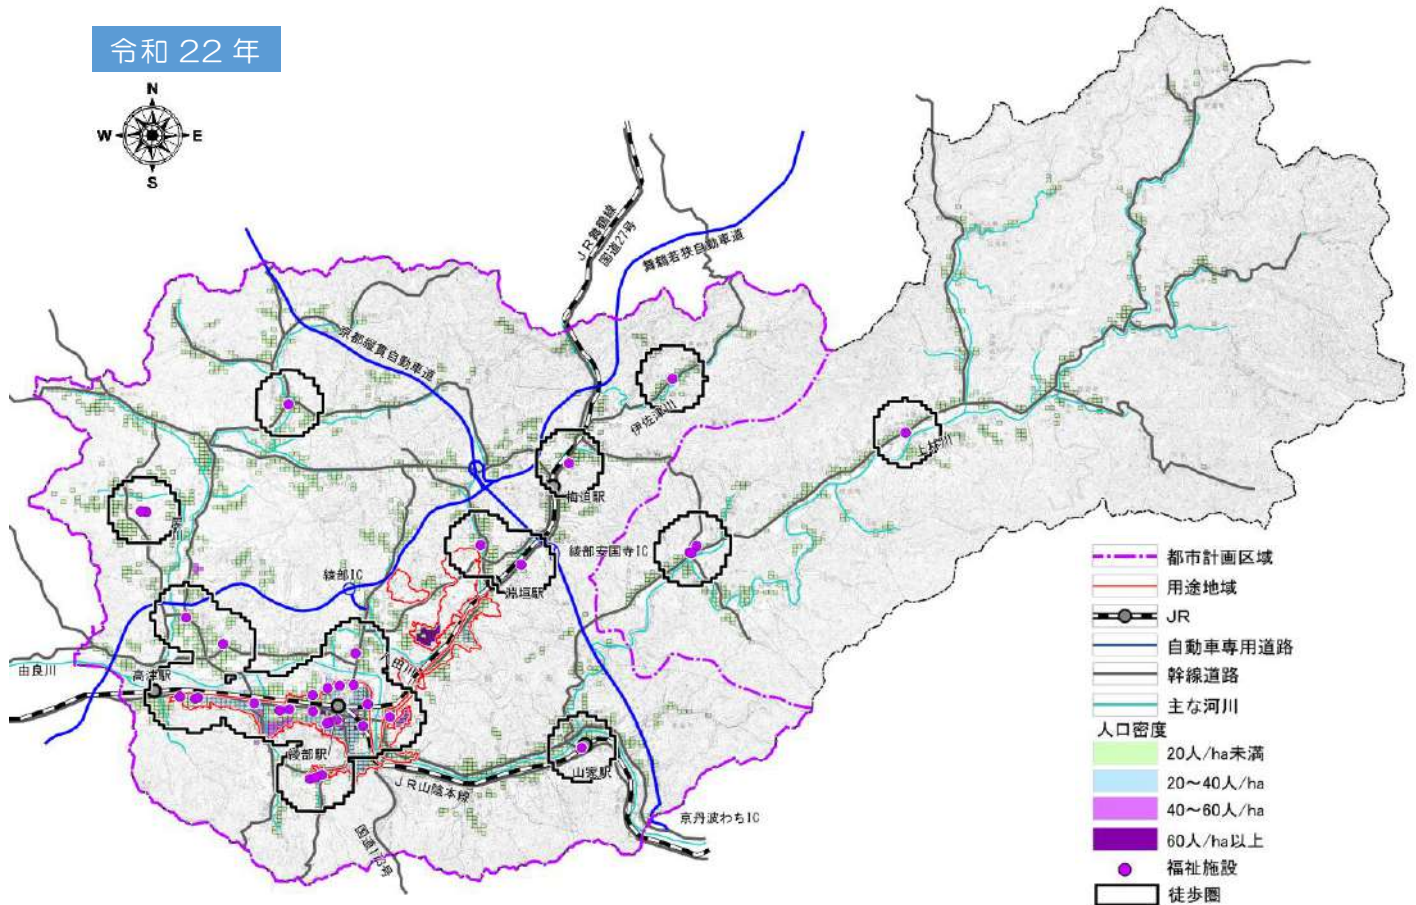 令和 22 年
N
W
E
S
JR舞鶴線
国道27号
舞鶴若狭自動車道
京都縦貫自動車道
伊佐津川
上林川
梅迫駅
綾部安国寺IC
淵垣駅
綾部IC
由良川
高津駅
八田川
綾部駅
JR山陰本線
山家駅
国道173号
京丹波わちIC
都市計画区域
用途地域
JR
自動車専用道路
幹線道路
主な河川
人口密度
20人/ha未満
20～40人/ha
40～60人/ha
60人/ha以上
福祉施設
徒歩圏